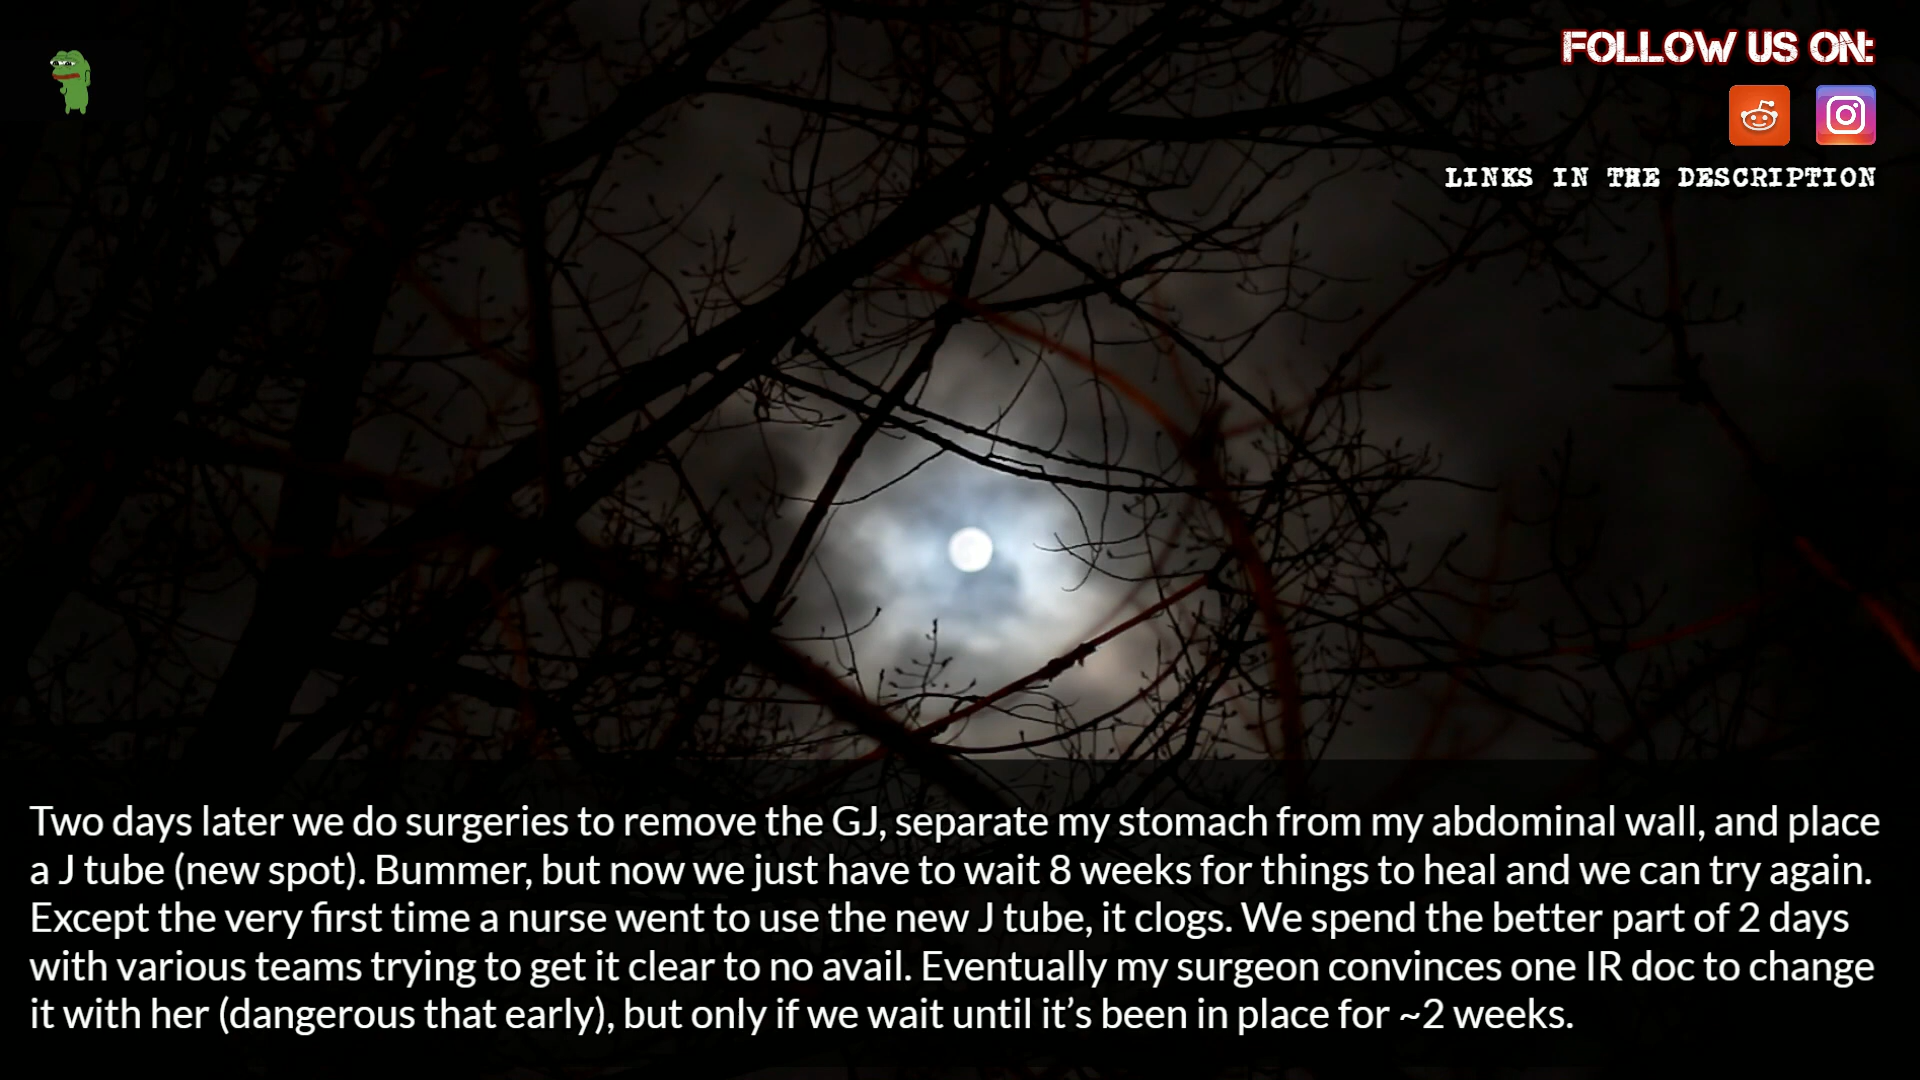 FOLLOW US ON:
LINKS IN THE DESCRIPTION
Two days later we do surgeries to remove the GJ, separate my stomach from my abdominal wall, and place
a J tube (new spot). Bummer, but now we just have to wait 8 weeks for things to heal and we can try again.
Except the very first time a nurse went to use the new J tube, it clogs. We spend the better part of 2 days
with various teams trying to get it clear to no avail. Eventually my surgeon convinces one IR doc to change
it with her (dangerous that early), but only if we wait until it’s been in place for ~2 weeks.